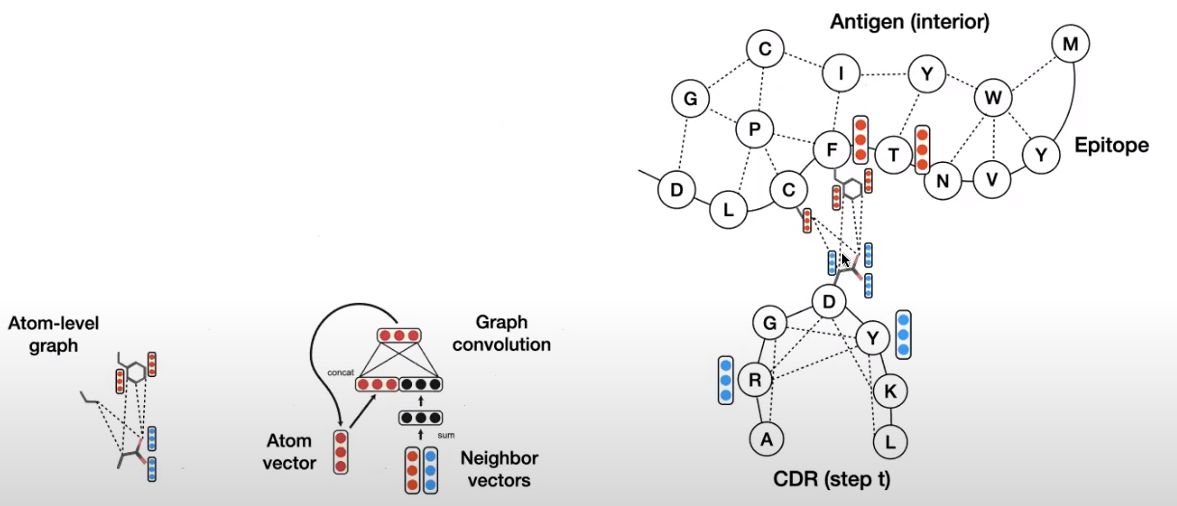 Antigen (interior)
C
I
Y
M
G
W
P
F
T
Y
Epitope
D
L
C
N
V
Atom-level
graph
Graph
convolution
concat
sum
Atom
vector
Neighbor
vectors
D
G
Y
R
K
A
L
CDR (step t)